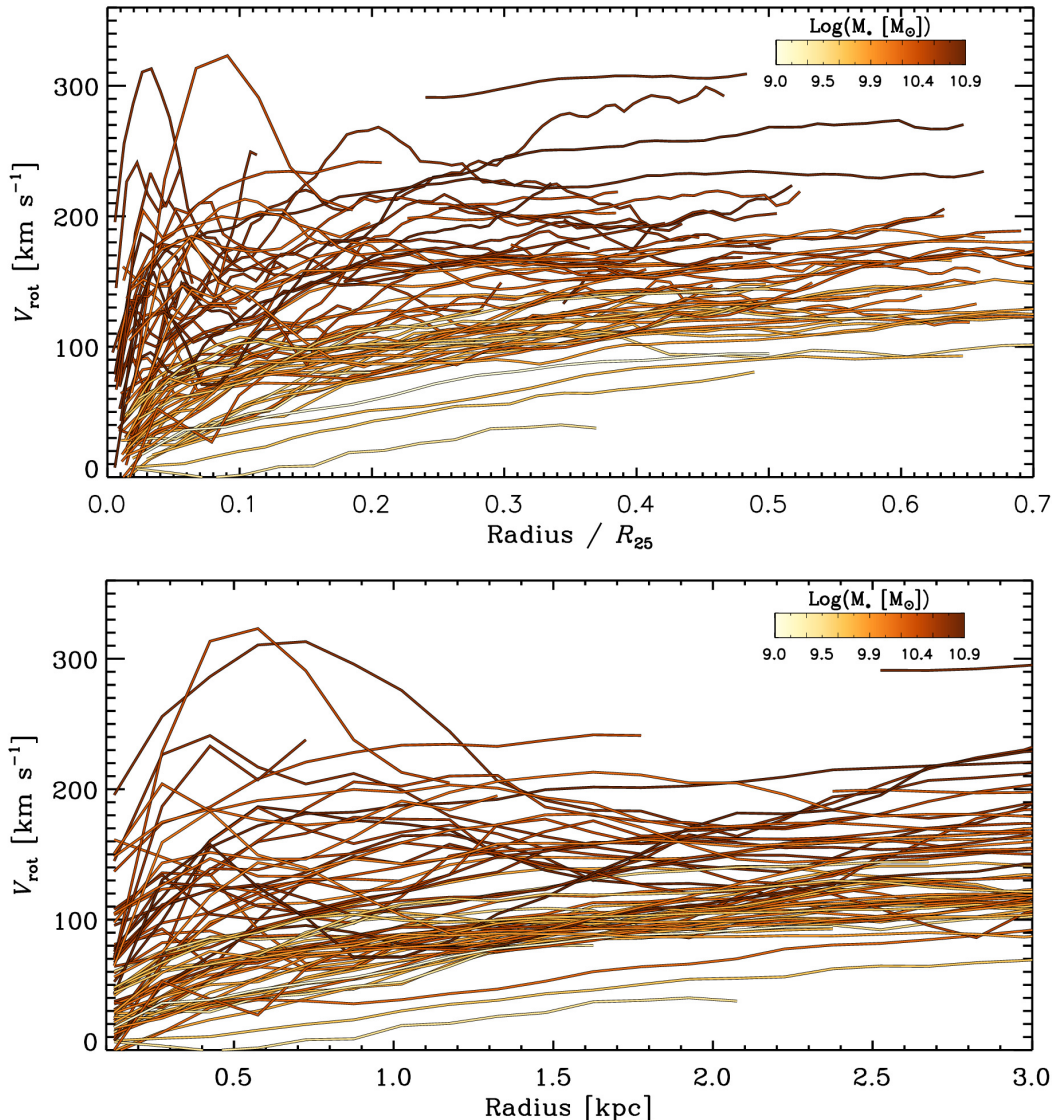 Log(M⋆ [M⊙])
9.0 9.5 9.9 10.4 10.9
300
200
100
0
V_rot [km s⁻¹]
0.0 0.1 0.2 0.3 0.4 0.5 0.6 0.7
Radius / R₂₅
Log(M⋆ [M⊙])
9.0 9.5 9.9 10.4 10.9
300
200
100
0
V_rot [km s⁻¹]
0.5 1.0 1.5 2.0 2.5 3.0
Radius [kpc]